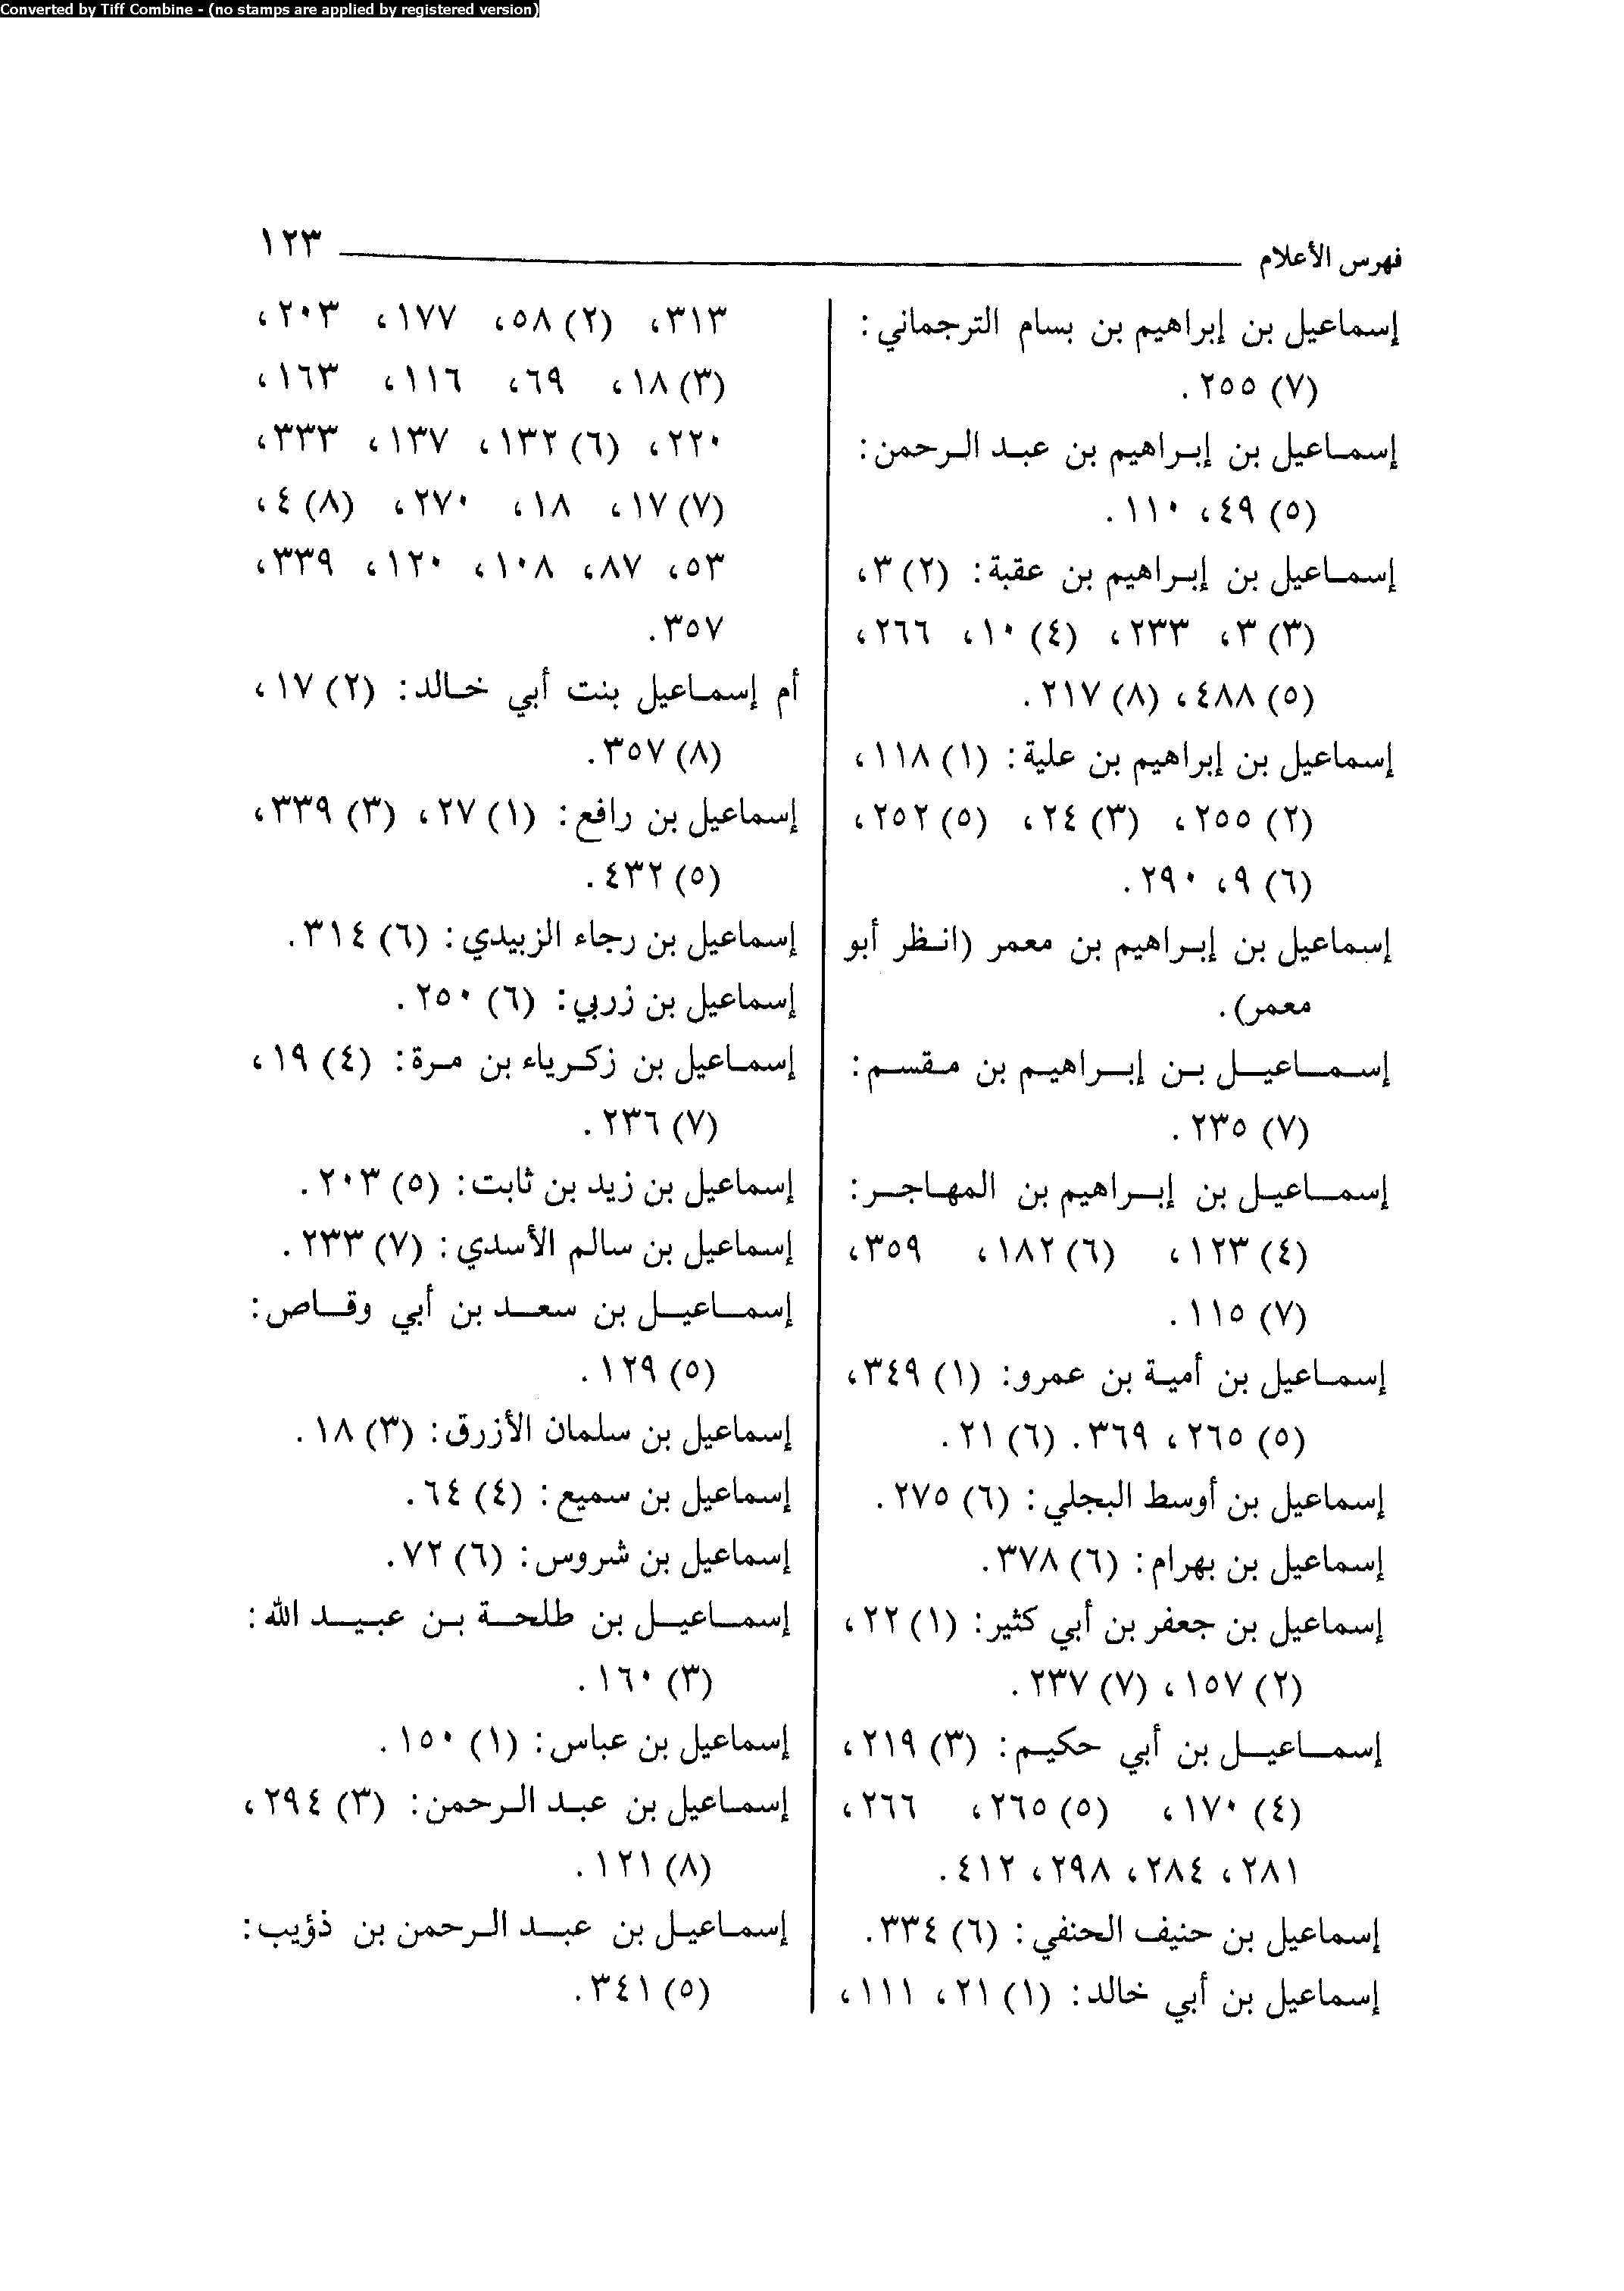 Converted by Tiff Combine - (no stamps are applied by registered version)
فهرس الأعلام ١٢٣
إسماعيل بن إبراهيم بن بسام الترجماني:
(٧) ٢٥٥.
إسماعيل بن إبراهيم بن عبد الرحمن:
(٥) ٤٩، ١١٠.
إسماعيل بن إبراهيم بن عقبة: (٢) ٣،
(٣) ٣، ٢٣٣، (٤) ١٠، ٢٦٦،
(٥) ٤٨٨، (٨) ٢١٧.
إسماعيل بن إبراهيم بن علية: (١) ١١٨،
(٢) ٢٥٥، (٣) ٢٤، (٥) ٢٥٢،
(٦) ٩، ٢٩٠.
إسماعيل بن إبراهيم بن معمر (انظر أبو
معمر).
إسماعيل بن إبراهيم بن مقسم:
(٧) ٢٣٥.
إسماعيل بن إبراهيم بن المهاجر:
(٤) ١٢٣، (٦) ١٨٢، ٣٥٩،
(٧) ١١٥.
إسماعيل بن أمية بن عمرو: (١) ٣٤٩،
(٥) ٢٦٥، ٣٦٩. (٦) ٢١.
إسماعيل بن أوسط البجلي: (٦) ٢٧٥.
إسماعيل بن بهرام: (٦) ٣٧٨.
إسماعيل بن جعفر بن أبي كثير: (١) ٢٢،
(٢) ١٥٧، (٧) ٢٣٧.
إسماعيل بن أبي حكيم: (٣) ٢١٩،
(٤) ١٧٠، (٥) ٢٦٥، ٢٦٦،
٢٨١، ٢٨٤، ٢٩٨، ٤١٢.
إسماعيل بن حنيف الحنفي: (٦) ٣٣٤.
إسماعيل بن أبي خالد: (١) ٢١، ١١١،
٣١٣، (٢) ٥٨، ١٧٧، ٢٠٣،
(٣) ١٨، ٦٩، ١١٦، ١٦٣،
٢٢٠، (٦) ١٣٢، ١٣٧، ٣٣٣،
(٧) ١٧، ١٨، ٢٧٠، (٨) ٤،
٥٣، ٨٧، ١٠٨، ١٢٠، ٣٣٩،
٣٥٧.
أم إسماعيل بنت أبي خالد: (٢) ١٧،
(٨) ٣٥٧.
إسماعيل بن رافع: (١) ٢٧، (٣) ٣٣٩،
(٥) ٤٣٢.
إسماعيل بن رجاء الزبيدي: (٦) ٣١٤.
إسماعيل بن زربي: (٦) ٢٥٠.
إسماعيل بن زكرياء بن مرة: (٤) ١٩،
(٧) ٢٣٦.
إسماعيل بن زيد بن ثابت: (٥) ٢٠٣.
إسماعيل بن سالم الأسدي: (٧) ٢٣٣.
إسماعيل بن سعد بن أبي وقاص:
(٥) ١٢٩.
إسماعيل بن سلمان الأزرق: (٣) ١٨.
إسماعيل بن سميع: (٤) ٦٤.
إسماعيل بن شروس: (٦) ٧٢.
إسماعيل بن طلحة بن عبيد الله:
(٣) ١٦٠.
إسماعيل بن عباس: (١) ١٥٠.
إسماعيل بن عبد الرحمن: (٣) ٢٩٤،
(٨) ١٢١.
إسماعيل بن عبد الرحمن بن ذؤيب:
(٥) ٣٤١.